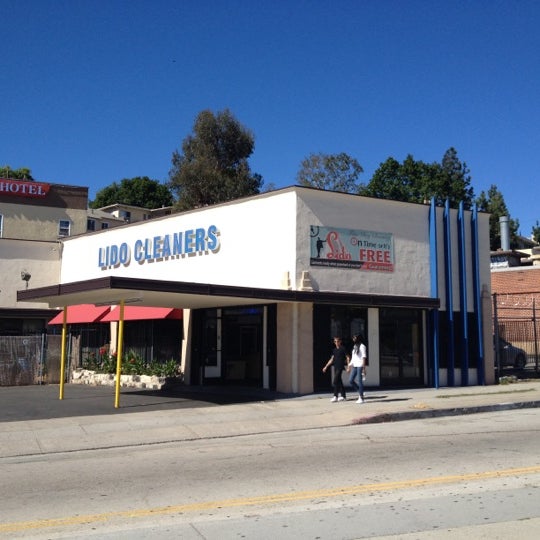 HOTEL
LIDO CLEANERS
Lido
On Time or It's
FREE